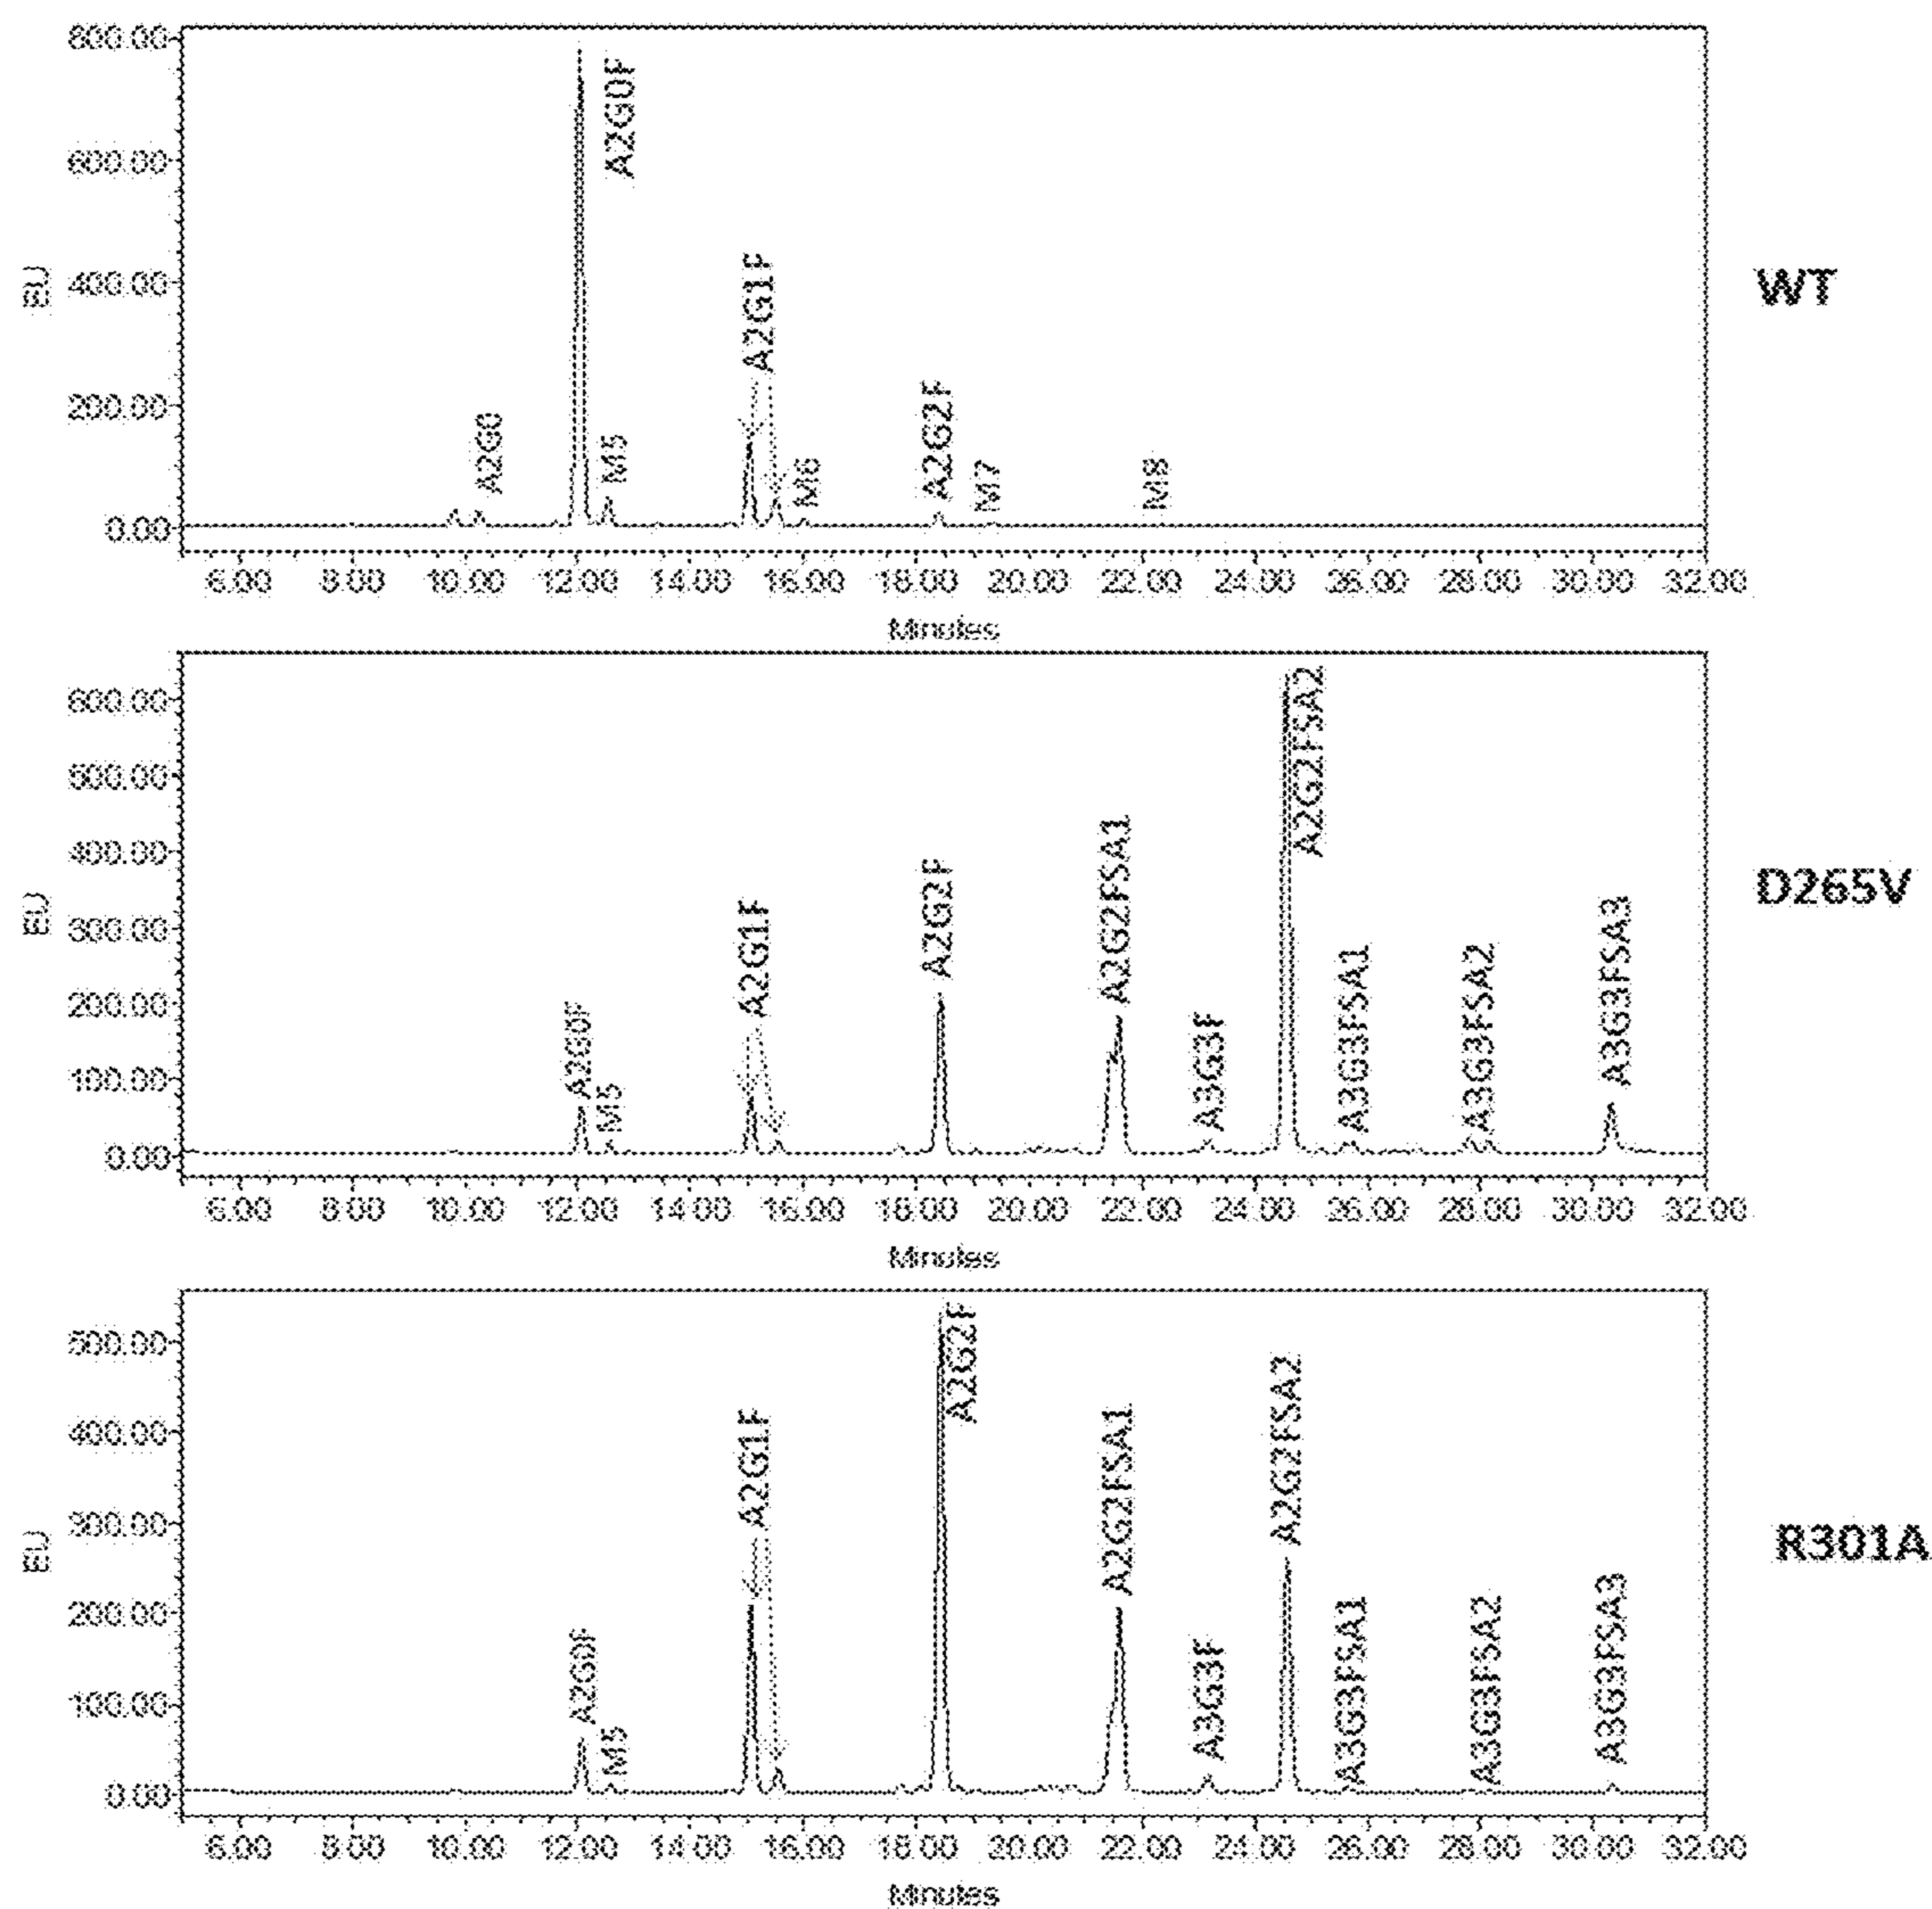 800.00
600.00
400.00
200.00
0.00
EU
A2G0
A2G0F
M5
A2G1F
M6
A2G2F
M7
M8
WT
6.00 8.00 10.00 12.00 14.00 16.00 18.00 20.00 22.00 24.00 26.00 28.00 30.00 32.00
Minutes
600.00
500.00
400.00
300.00
200.00
100.00
0.00
EU
A2G0F
M5
A2G1F
A2G2F
A2G2FSA1
A3G3F
A2G2FSA2
A3G3FSA1
A3G3FSA2
A3G3FSA3
D265V
6.00 8.00 10.00 12.00 14.00 16.00 18.00 20.00 22.00 24.00 26.00 28.00 30.00 32.00
Minutes
500.00
400.00
300.00
200.00
100.00
0.00
EU
A2G0F
M5
A2G1F
A2G2F
A2G2FSA1
A3G3F
A2G2FSA2
A3G3FSA1
A3G3FSA2
A3G3FSA3
R301A
6.00 8.00 10.00 12.00 14.00 16.00 18.00 20.00 22.00 24.00 26.00 28.00 30.00 32.00
Minutes